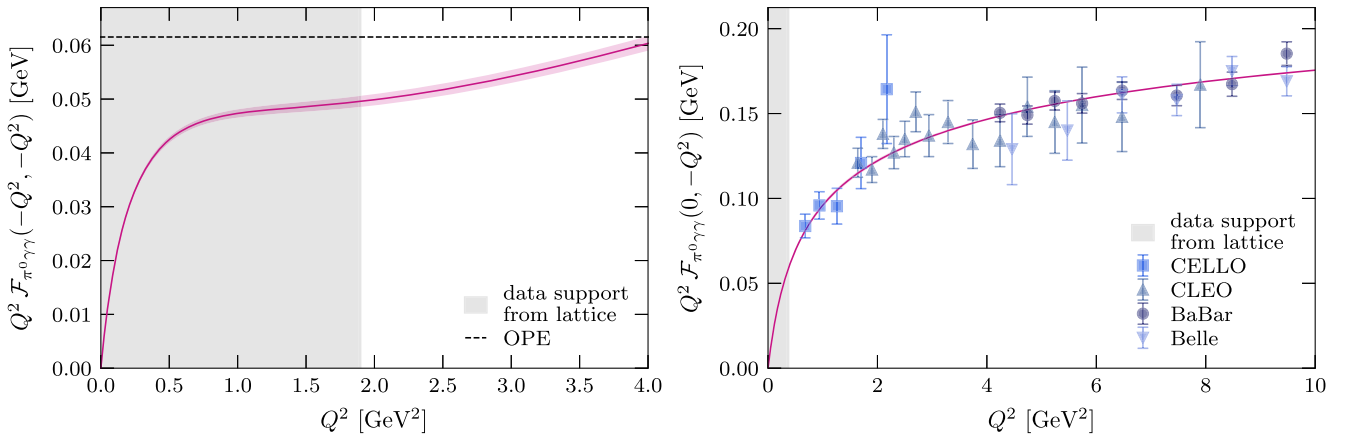 Q² F_π⁰γγ(−Q², −Q²) [GeV]
0.06
0.05
0.04
0.03
0.02
0.01
0.00
data support
from lattice
OPE
0.0 0.5 1.0 1.5 2.0 2.5 3.0 3.5 4.0
Q² [GeV²]
Q² F_π⁰γγ(0, −Q²) [GeV]
0.20
0.15
0.10
0.05
0.00
data support
from lattice
CELLO
CLEO
BaBar
Belle
0 2 4 6 8 10
Q² [GeV²]